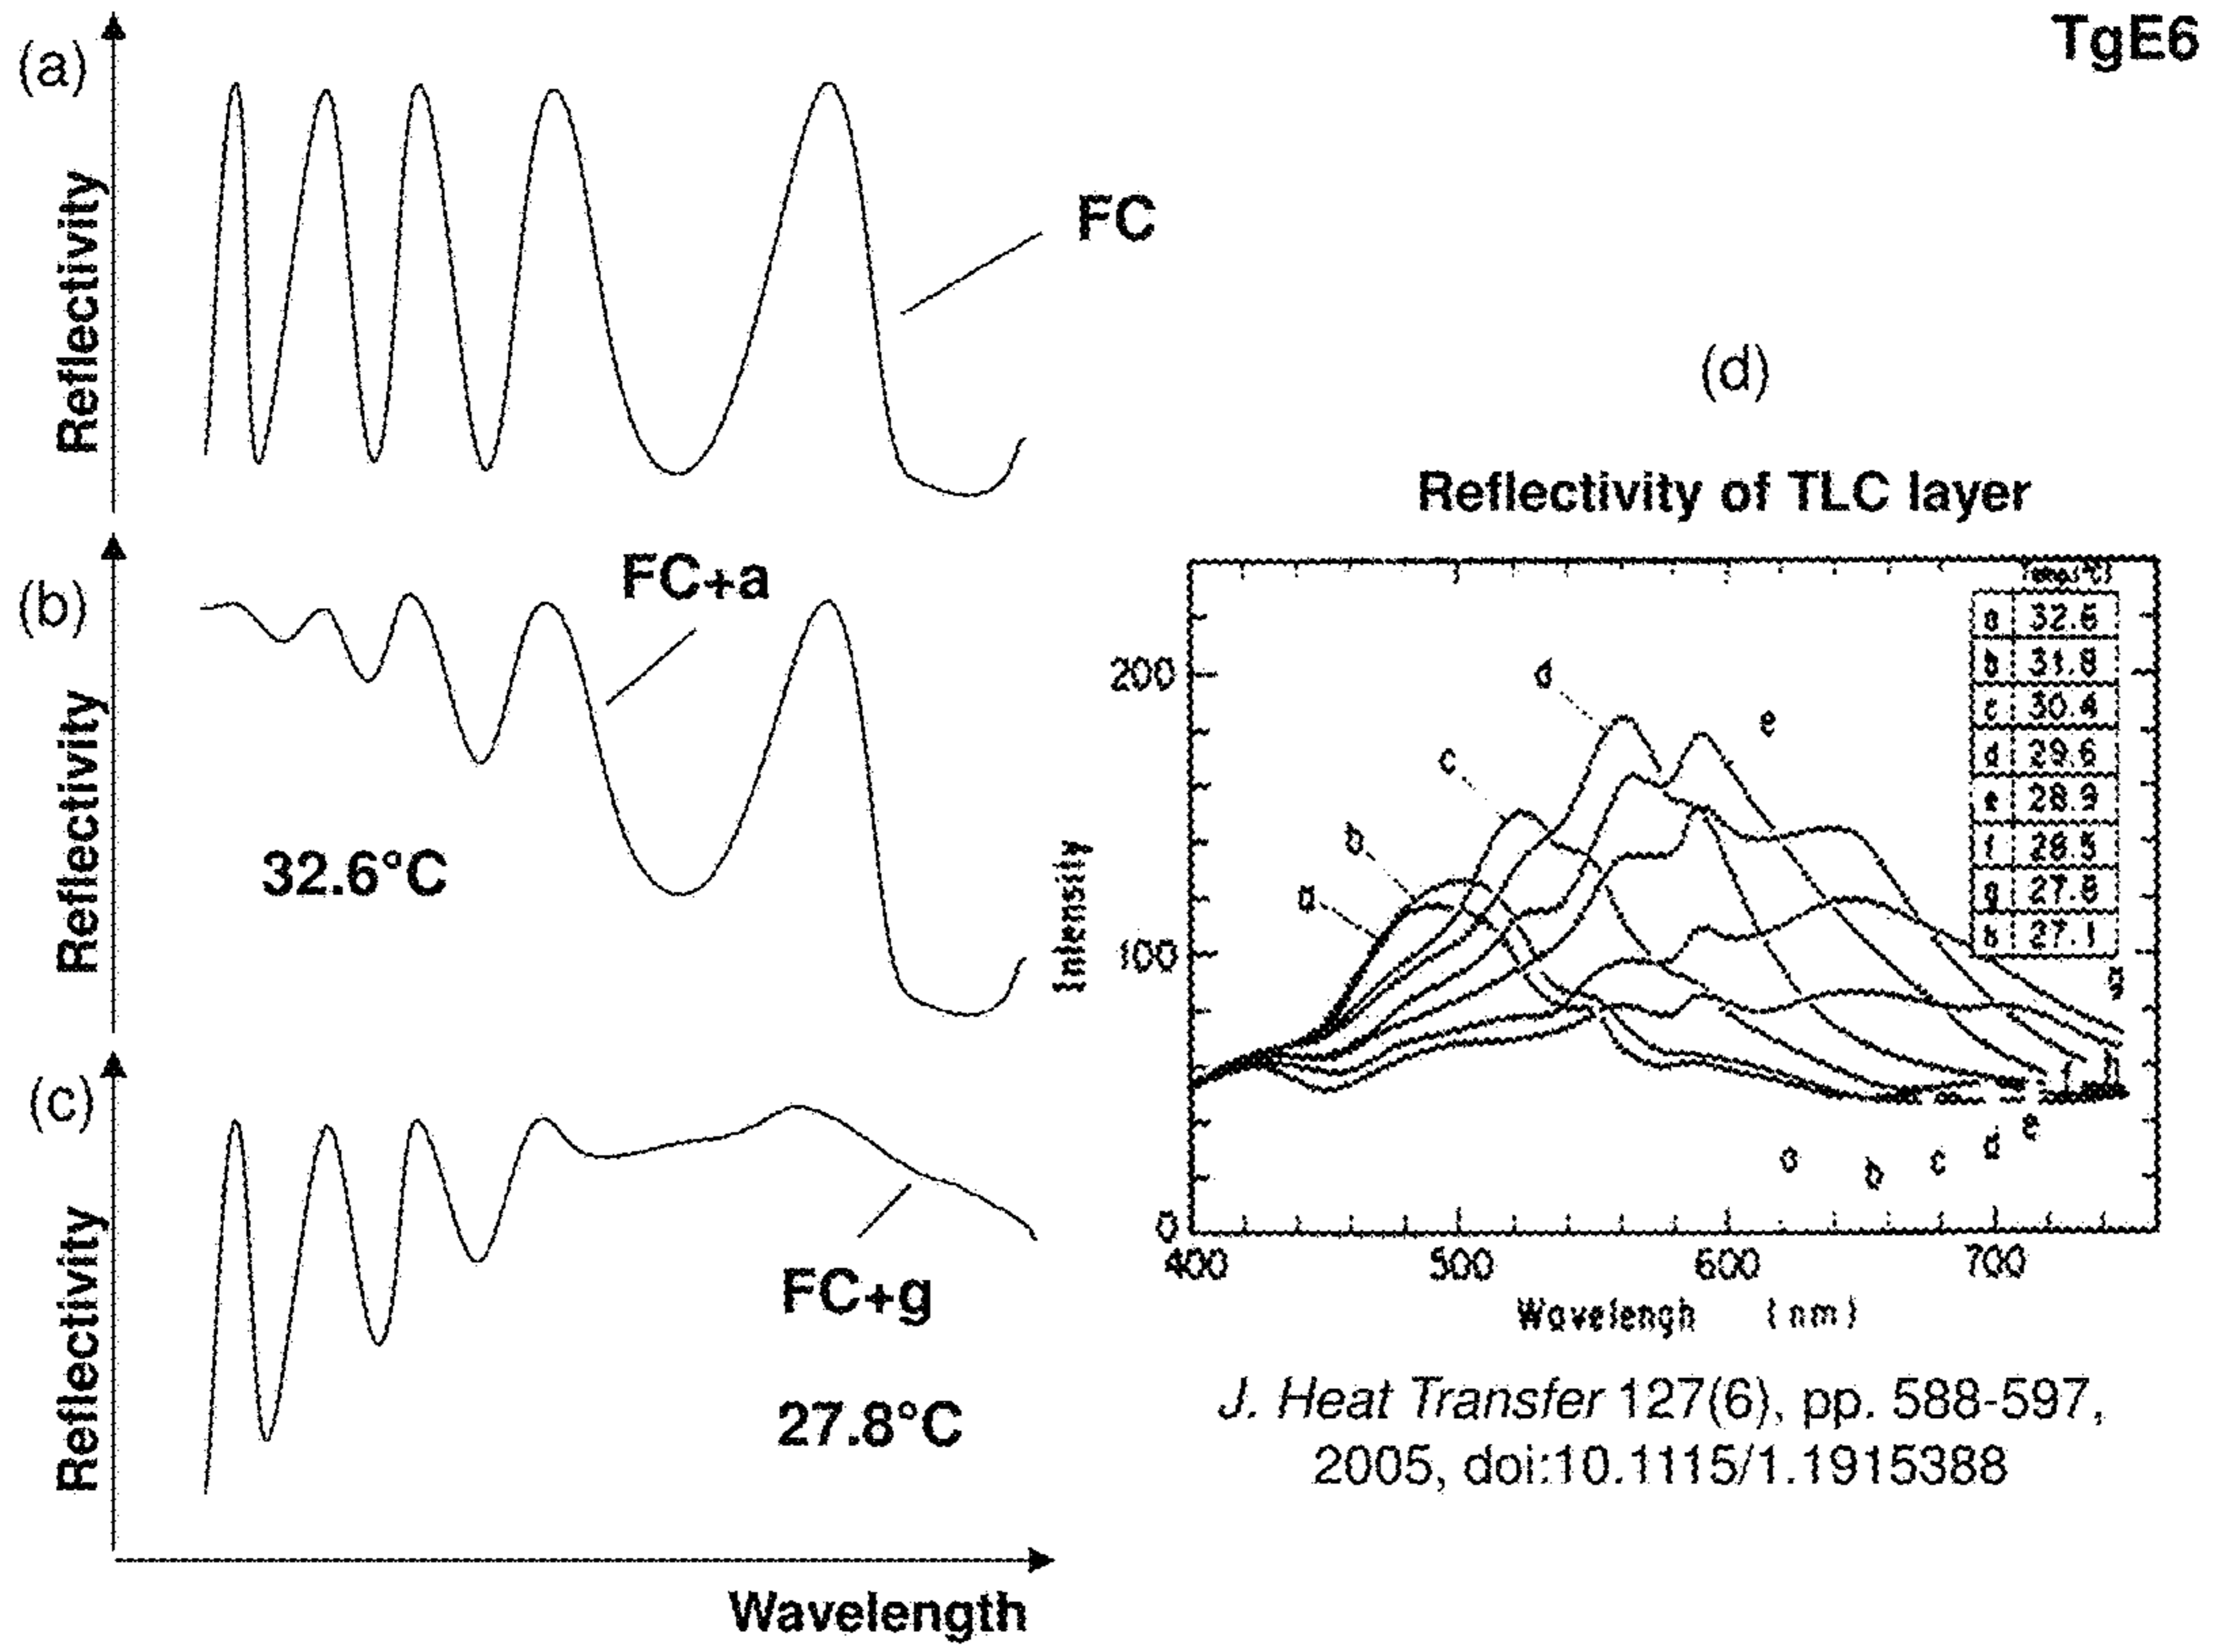 TgE6
(a)
Reflectivity
FC
(b)
Reflectivity
FC+a
32.6°C
(c)
Reflectivity
FC+g
27.8°C
Wavelength
(d)
Reflectivity of TLC layer
Intensity
200
100
0
400 500 600 700
Wavelengh (nm)
a 32.6
b 31.8
c 30.4
d 29.6
e 28.9
f 28.5
g 27.8
27.1
d
e
c
b
a
g
a b c d e
J. Heat Transfer 127(6), pp. 588-597,
2005, doi:10.1115/1.1915388